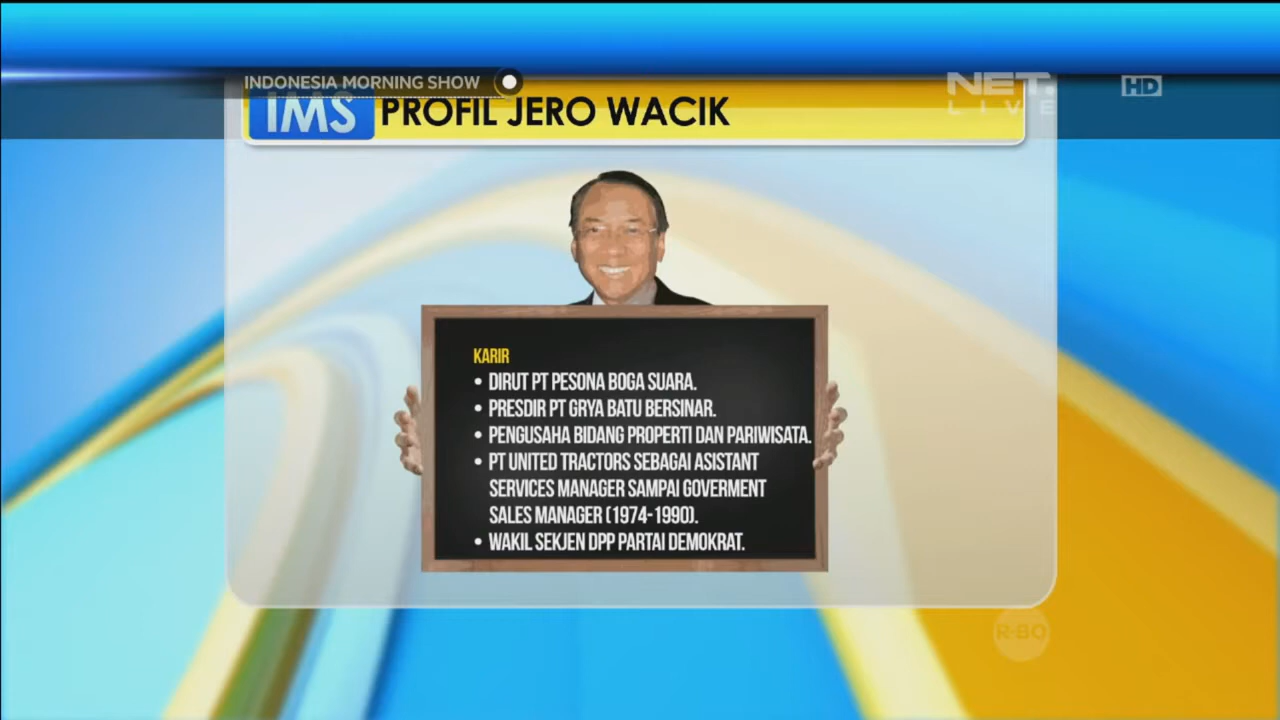 INDONESIA MORNING SHOW
NET.
LIVE
HD
IMS PROFIL JERO WACIK
KARIR
• DIRUT PT PESONA BOGA SUARA.
• PRESDIR PT GRYA BATU BERSINAR.
• PENGUSAHA BIDANG PROPERTI DAN PARIWISATA.
• PT UNITED TRACTORS SEBAGAI ASISTANT
SERVICES MANAGER SAMPAI GOVERMENT
SALES MANAGER (1974-1990).
• WAKIL SEKJEN DPP PARTAI DEMOKRAT.
R-BO